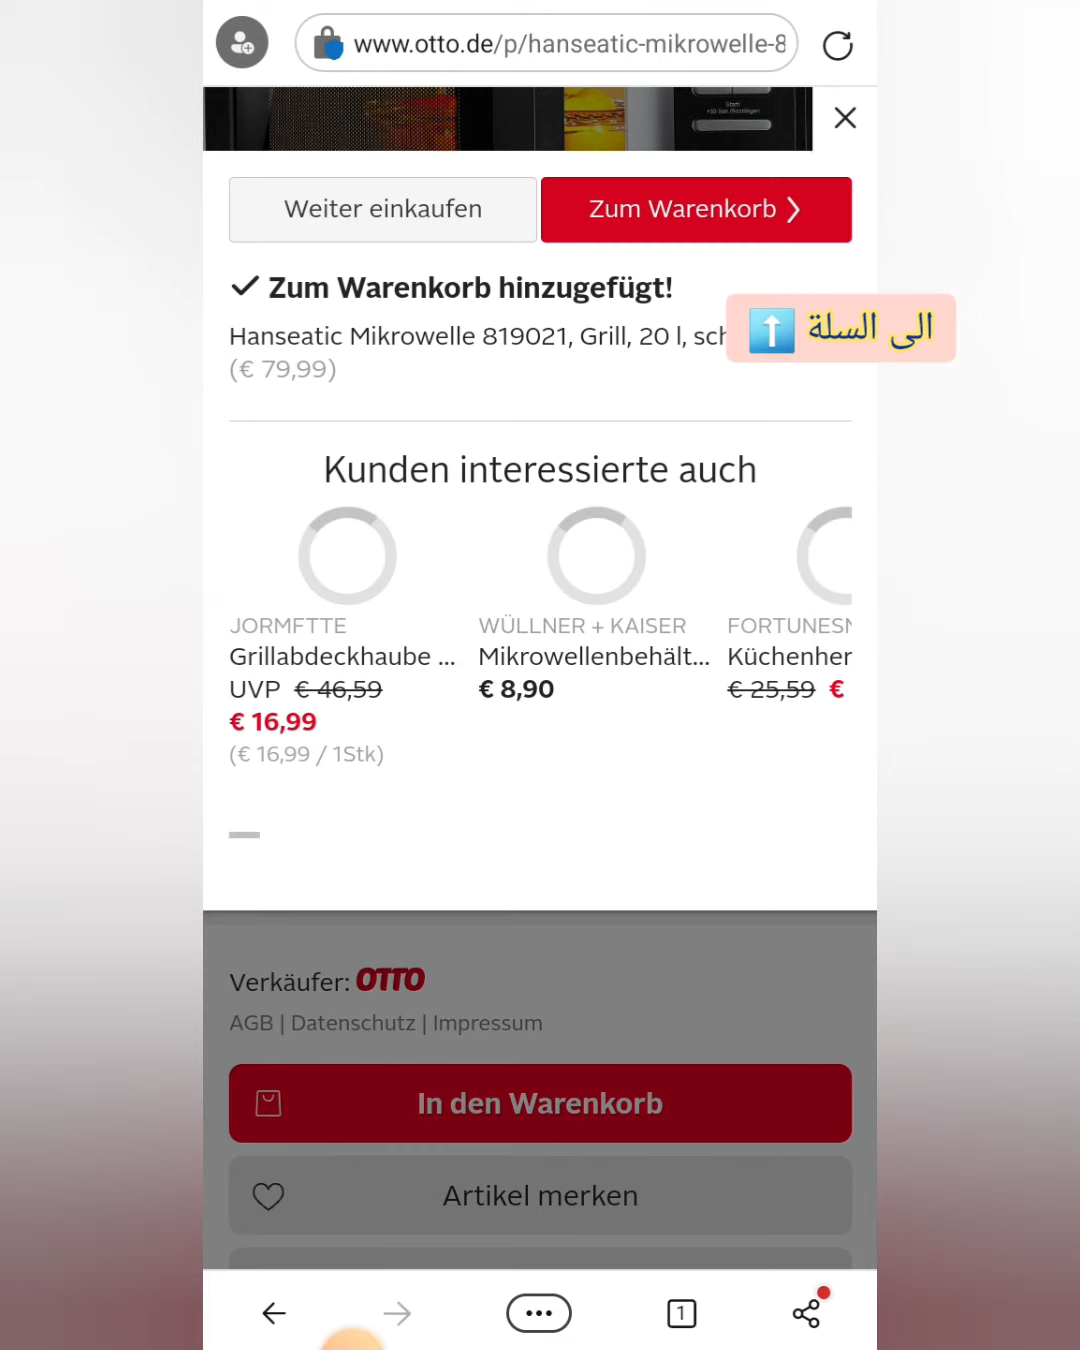 www.otto.de/p/hanseatic-mikrowelle-8
Start
Weiter einkaufen
Zum Warenkorb
Zum Warenkorb hinzugefügt!
Hanseatic Mikrowelle 819021, Grill, 20 l, sch
(€ 79,99)
الى السلة
Kunden interessierte auch
JORMFTTE
Grillabdeckhaube ...
UVP € 46,59
€ 16,99
(€ 16,99 / 1Stk)
WÜLLNER + KAISER
Mikrowellenbehält...
€ 8,90
FORTUNESN
Küchenher
€ 25,59 €
Verkäufer: OTTO
AGB | Datenschutz | Impressum
In den Warenkorb
Artikel merken
1